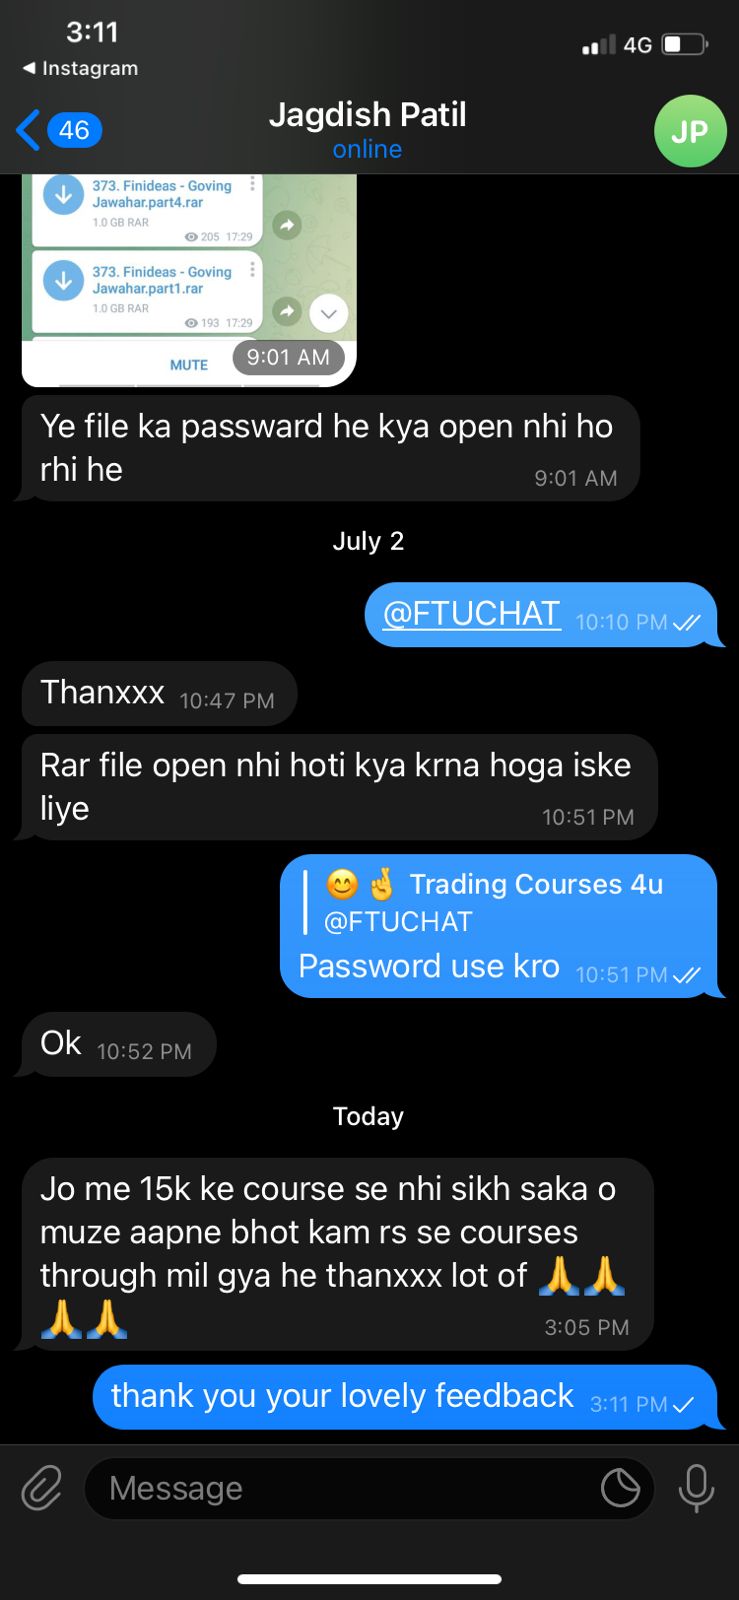 3:11
4G
◀ Instagram
46
Jagdish Patil
online
JP
373. Finideas - Goving
Jawahar.part4.rar
1.0 GB RAR
205 17:29
373. Finideas - Goving
Jawahar.part1.rar
1.0 GB RAR
193 17:29
MUTE
9:01 AM
Ye file ka passward he kya open nhi ho
rhi he
9:01 AM
July 2
@FTUCHAT 10:10 PM
Thanxxx 10:47 PM
Rar file open nhi hoti kya krna hoga iske
liye
10:51 PM
😊 🤞 Trading Courses 4u
@FTUCHAT
Password use kro 10:51 PM
Ok 10:52 PM
Today
Jo me 15k ke course se nhi sikh saka o
muze aapne bhot kam rs se courses
through mil gya he thanxxx lot of 🙏🙏
🙏🙏
3:05 PM
thank you your lovely feedback 3:11 PM
Message